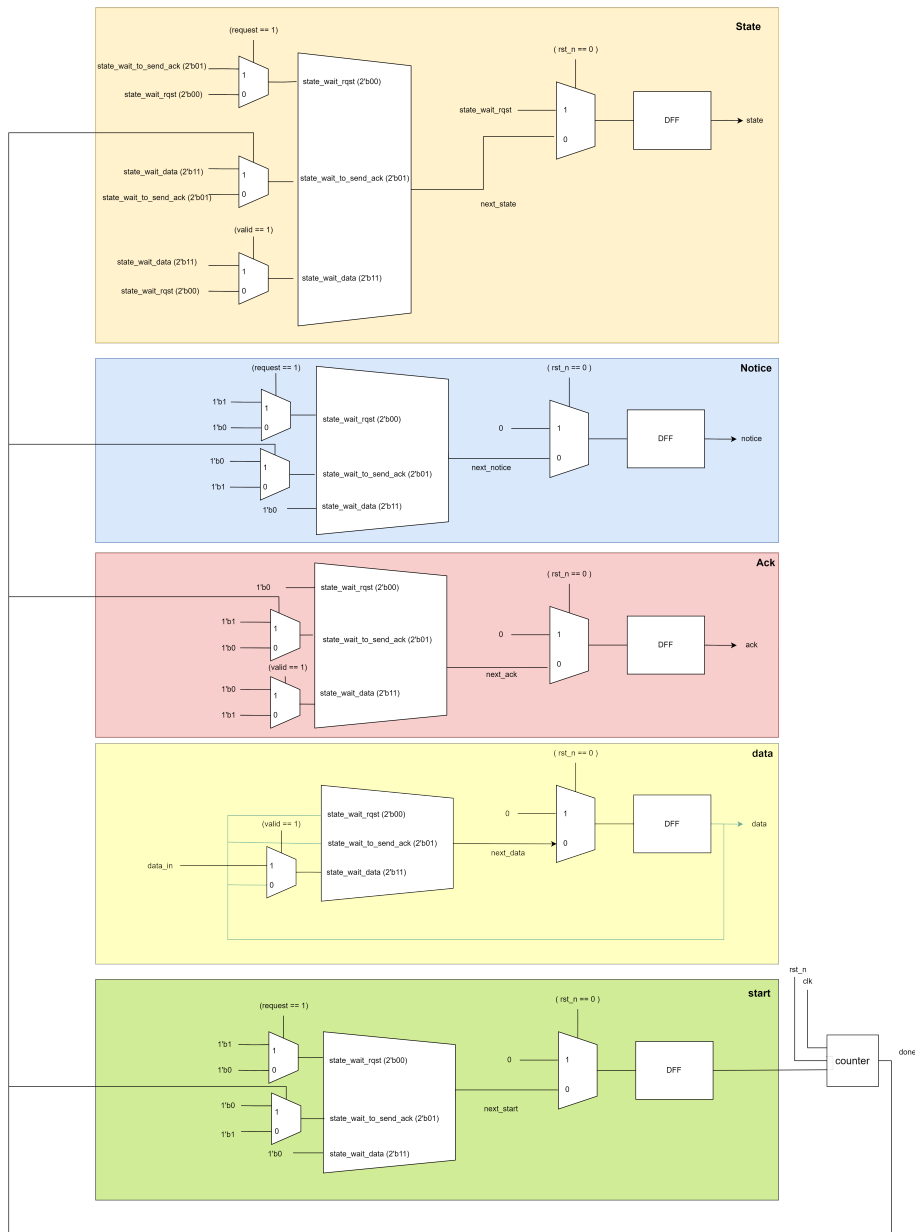 State
(request == 1)
( rst_n == 0 )
state_wait_to_send_ack (2'b01)
1
state_wait_rqst (2'b00)
0
state_wait_rqst (2'b00)
state_wait_rqst
1
0
DFF
state
state_wait_data (2'b11)
1
state_wait_to_send_ack (2'b01)
0
state_wait_to_send_ack (2'b01)
next_state
(valid == 1)
state_wait_data (2'b11)
1
state_wait_rqst (2'b00)
0
state_wait_data (2'b11)
Notice
(request == 1)
( rst_n == 0 )
1'b1
1
1'b0
0
state_wait_rqst (2'b00)
0
1
0
DFF
notice
1'b0
1
1'b1
0
state_wait_to_send_ack (2'b01)
next_notice
1'b0
state_wait_data (2'b11)
Ack
( rst_n == 0 )
1'b0
state_wait_rqst (2'b00)
1'b1
1
1'b0
0
state_wait_to_send_ack (2'b01)
0
1
0
DFF
ack
next_ack
(valid == 1)
1'b0
1
1'b1
0
state_wait_data (2'b11)
data
( rst_n == 0 )
state_wait_rqst (2'b00)
0
1
0
DFF
data
(valid == 1)
state_wait_to_send_ack (2'b01)
next_data
data_in
1
0
state_wait_data (2'b11)
start
rst_n
clk
(request == 1)
( rst_n == 0 )
1'b1
1
1'b0
0
state_wait_rqst (2'b00)
0
1
0
DFF
counter
done
1'b0
1
1'b1
0
state_wait_to_send_ack (2'b01)
next_start
1'b0
state_wait_data (2'b11)